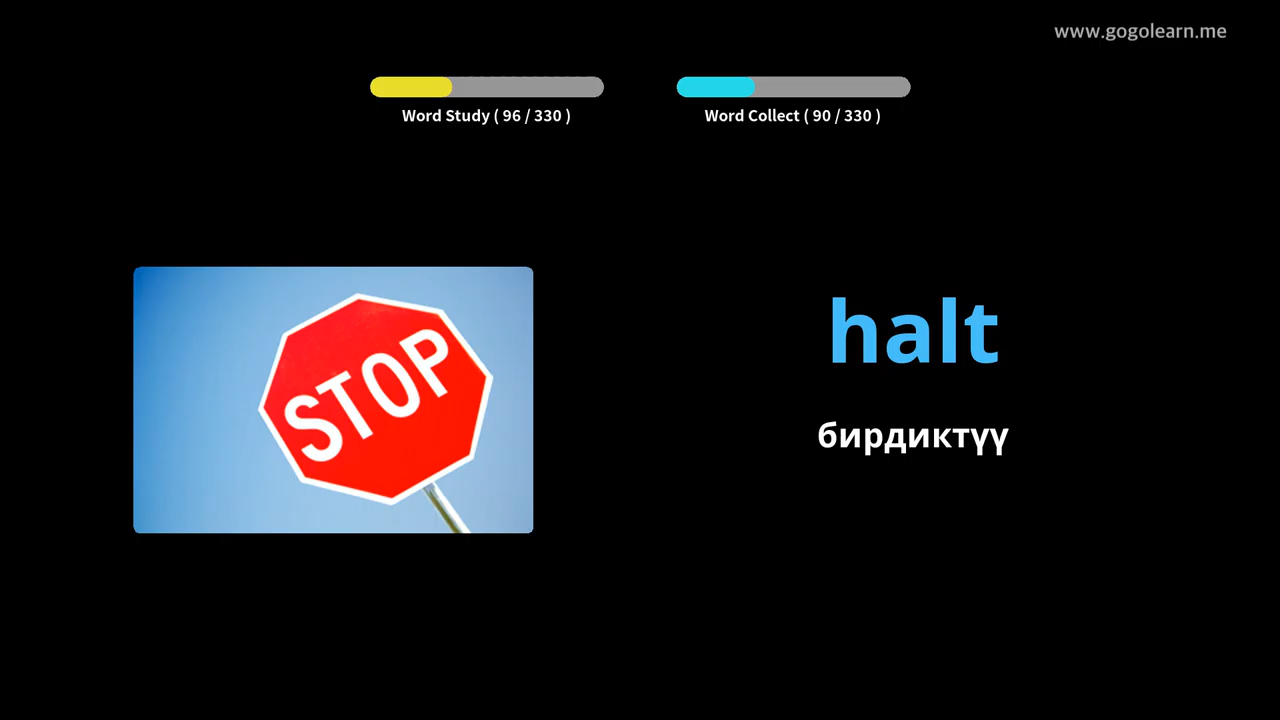 www.gogolearn.me
Word Study ( 96 / 330 )
Word Collect ( 90 / 330 )
STOP
halt
бирдиктүү